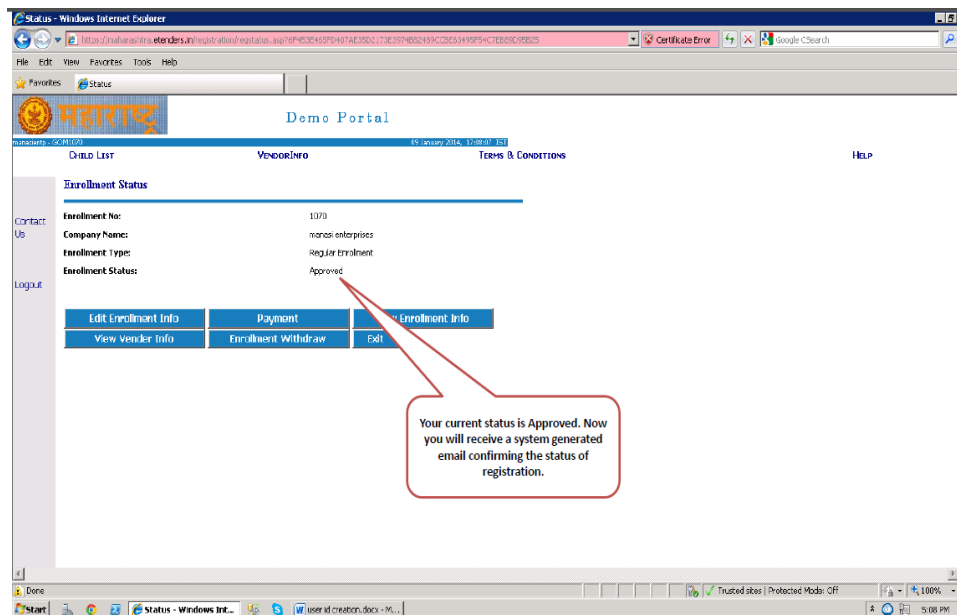 Status - Windows Internet Explorer
Certificate Error
Google CSearch
File Edit View Favorites Tools Help
Favorites Status
महाराष्ट्र
Demo Portal
09 January 2014, 17:08:07 IST
CHILD LIST VENDORINFO TERMS & CONDITIONS HELP
Enrollment Status
Contact Us
Logout
Enrollment No: 1070
Company Name: manasi enterprises
Enrollment Type: Regular Enrolment
Enrollment Status: Approved
Edit Enrollment Info Payment Enrollment Info
View Vender Info Enrollment Withdraw Exit
Your current status is Approved. Now
you will receive a system generated
email confirming the status of
registration.
Done Trusted sites | Protected Mode: Off 100%
Start Status - Windows Int... user id creation.docx - M... 5:08 PM